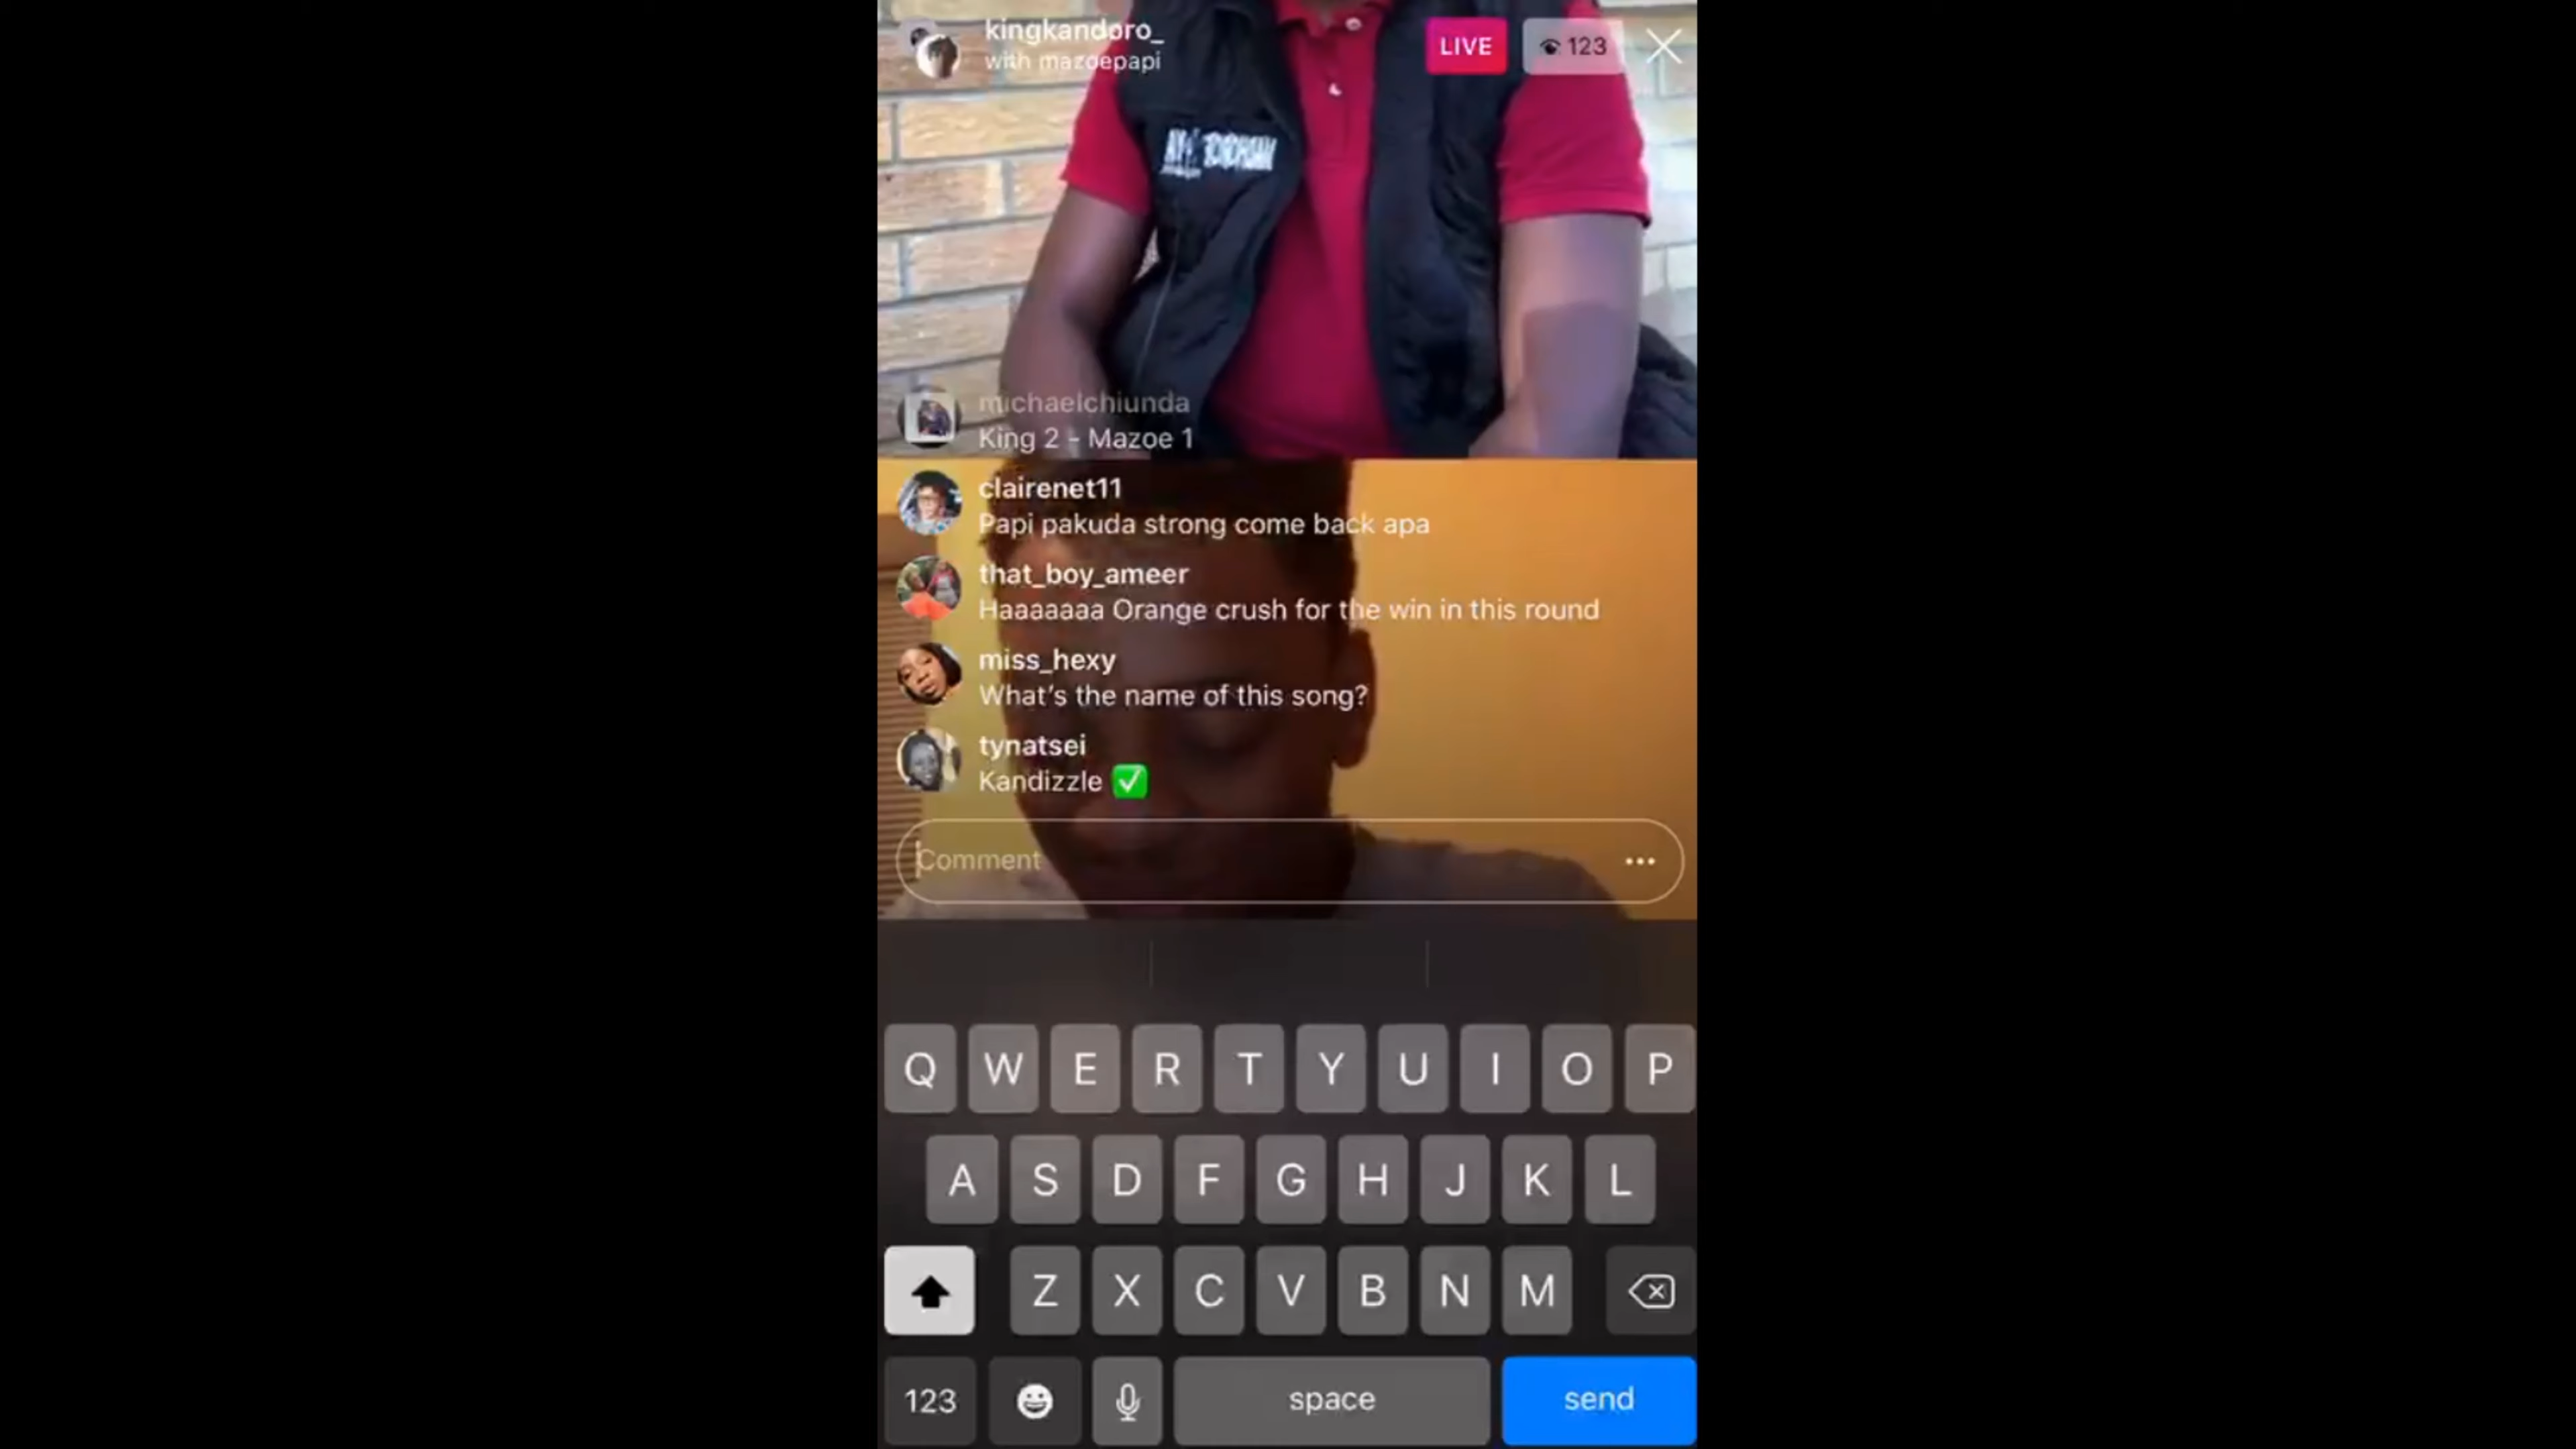 kingkandoro_
with mazoepapi
LIVE
123
michaelchiunda
King 2 - Mazoe 1
clairenet11
Papi pakuda strong come back apa
that_boy_ameer
Haaaaaaa Orange crush for the win in this round
miss_hexy
What's the name of this song?
tynatsei
Kandizzle ✅
Comment
Q W E R T Y U I O P
A S D F G H J K L
Z X C V B N M
123 space send